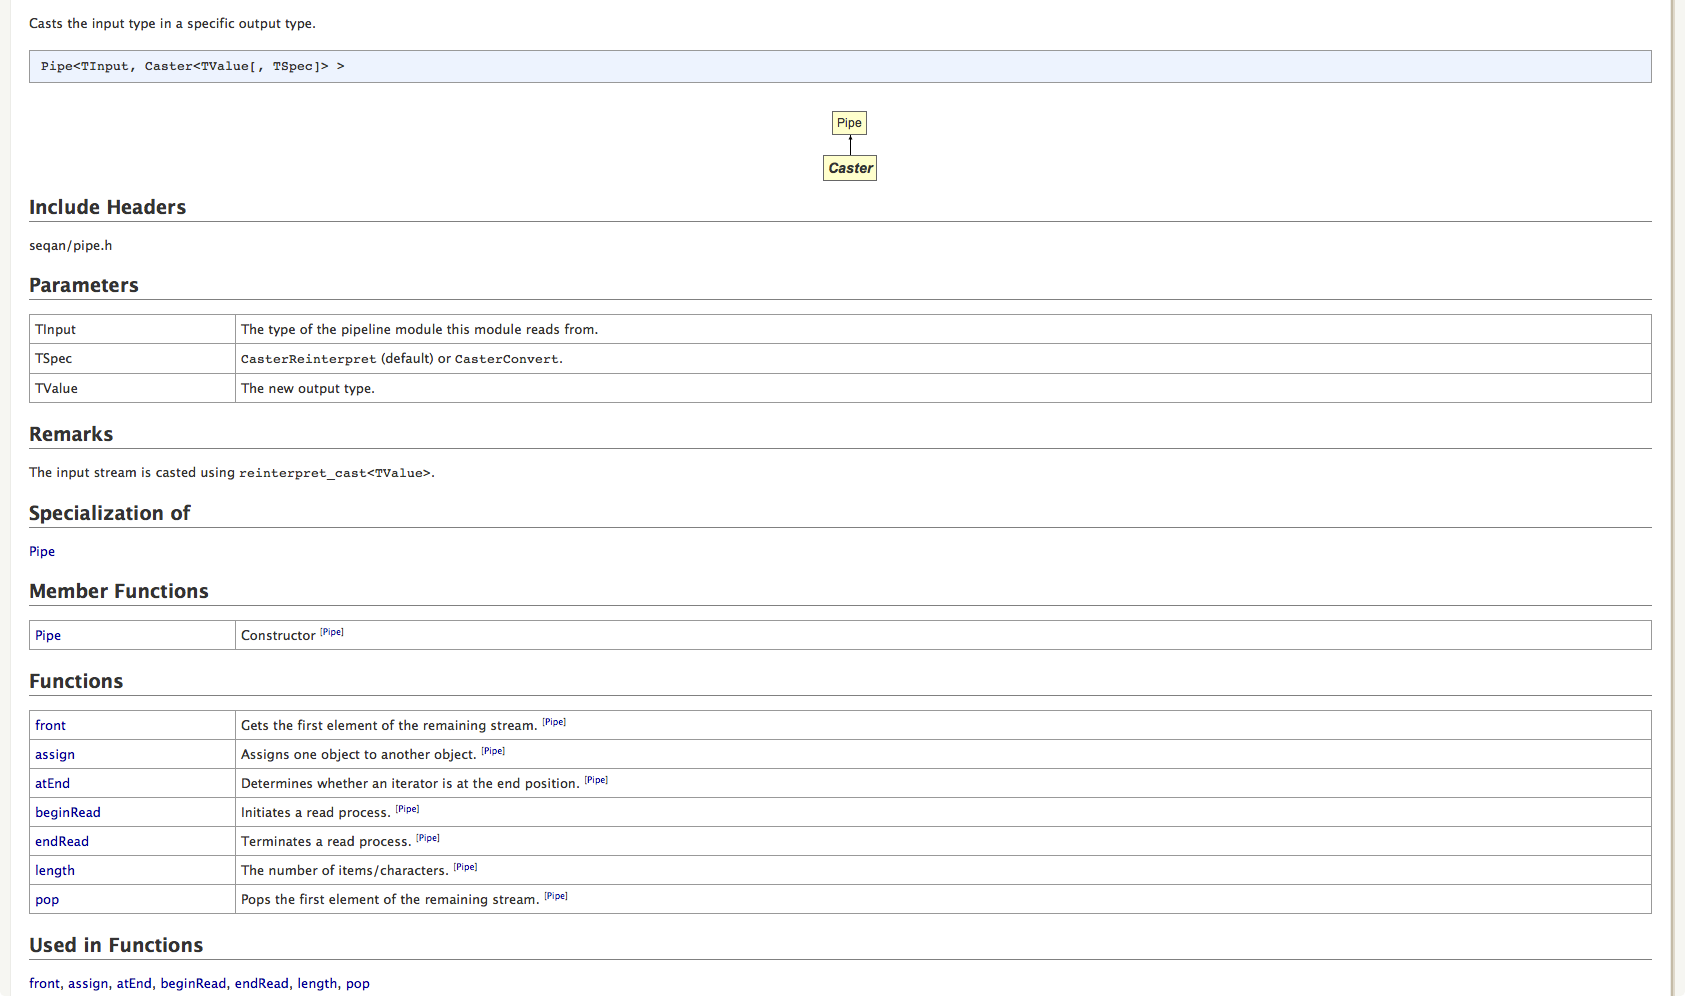 Casts the input type in a specific output type.
Pipe<TInput, Caster<TValue[, TSpec]> >
Pipe
Caster
Include Headers
seqan/pipe.h
Parameters
TInput The type of the pipeline module this module reads from.
TSpec CasterReinterpret (default) or CasterConvert.
TValue The new output type.
Remarks
The input stream is casted using reinterpret_cast<TValue>.
Specialization of
Pipe
Member Functions
Pipe Constructor [Pipe]
Functions
front Gets the first element of the remaining stream. [Pipe]
assign Assigns one object to another object. [Pipe]
atEnd Determines whether an iterator is at the end position. [Pipe]
beginRead Initiates a read process. [Pipe]
endRead Terminates a read process. [Pipe]
length The number of items/characters. [Pipe]
pop Pops the first element of the remaining stream. [Pipe]
Used in Functions
front, assign, atEnd, beginRead, endRead, length, pop